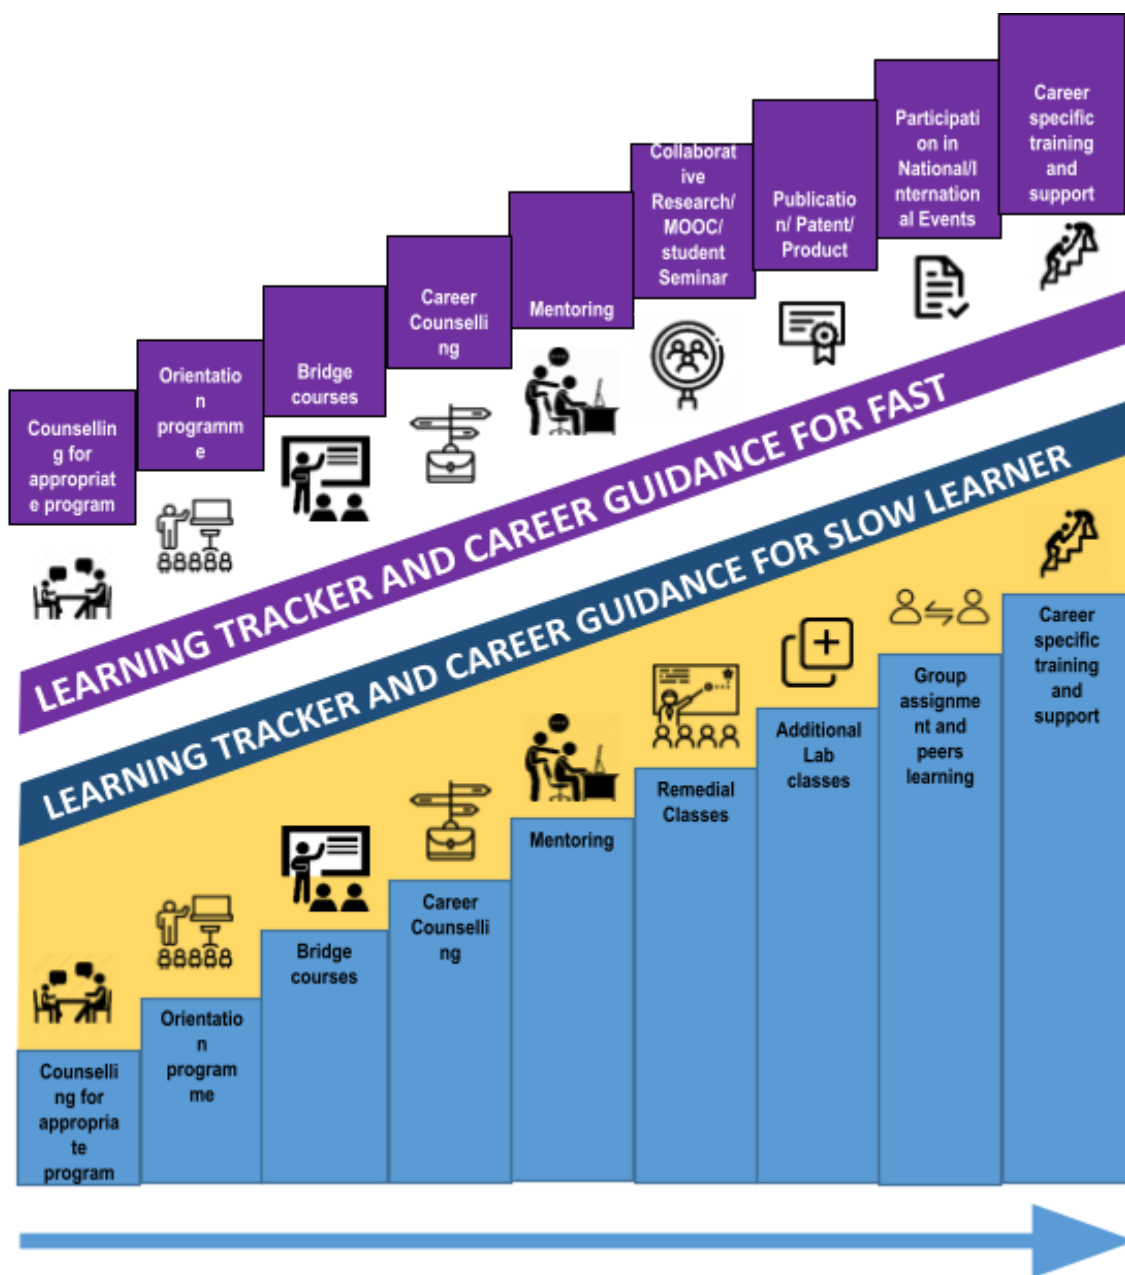 Counsellin
g for
appropriat
e program
Orientatio
n
programm
e
Bridge
courses
Career
Counselli
ng
Mentoring
Collaborat
ive
Research/
MOOC/
student
Seminar
Publicatio
n/ Patent/
Product
Participati
on in
National/I
nternation
al Events
Career
specific
training
and
support
LEARNING TRACKER AND CAREER GUIDANCE FOR FAST
LEARNING TRACKER AND CAREER GUIDANCE FOR SLOW LEARNER
Counselli
ng for
appropria
te
program
Orientatio
n
program
me
Bridge
courses
Career
Counselli
ng
Mentoring
Remedial
Classes
Additional
Lab
classes
Group
assignme
nt and
peers
learning
Career
specific
training
and
support